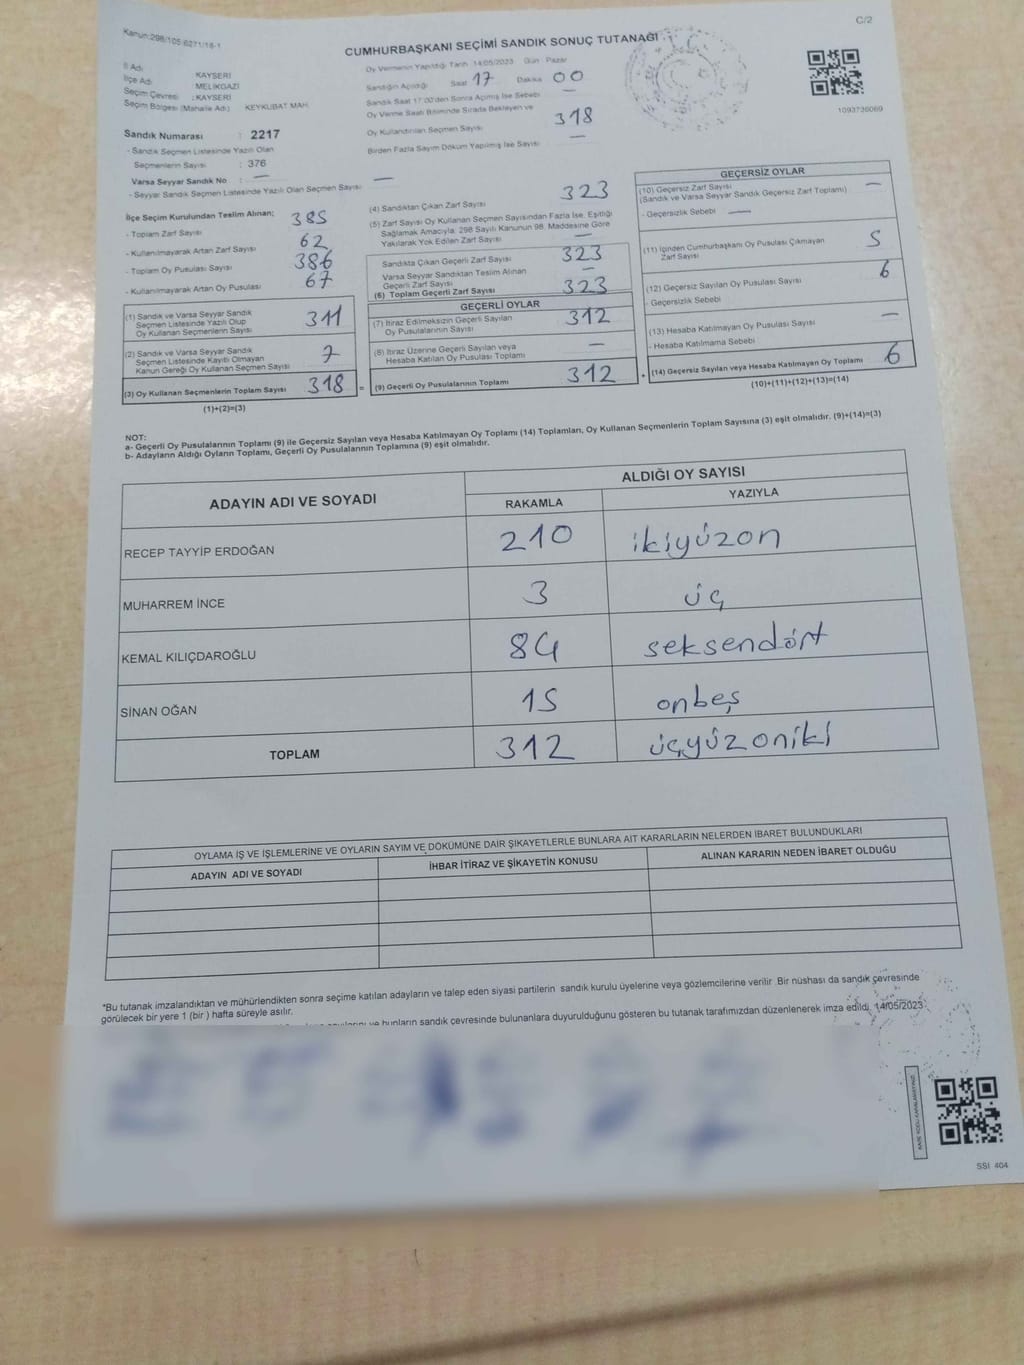 C/2
Kanun:298/105.6271/18-1
CUMHURBAŞKANI SEÇİMİ SANDIK SONUÇ TUTANAĞI
İl Adı KAYSERİ
İlçe Adı MELİKGAZİ
Seçim Çevresi : KAYSERİ
Seçim Bölgesi (Mahalle Adı) KEYKUBAT MAH
Sandık Numarası : 2217
- Sandık Seçmen Listesinde Yazılı Olan
Seçmenlerin Sayısı : 376
Varsa Seyyar Sandık No : —
- Seyyar Sandık Seçmen Listesinde Yazılı Olan Seçmen Sayısı —
Oy Vermenin Yapıldığı Tarih 14/05/2023 Gün Pazar
Sandığın Açıldığı Saat 17 Dakika 00
Sandık Saat 17.00'den Sonra Açılmış İse Sebebi —
Oy Verme Saati Bitiminde Sırada Bekleyen ve
Oy Kullandırılan Seçmen Sayısı 318
Birden Fazla Sayım Döküm Yapılmış İse Sayısı —
1093736069
İlçe Seçim Kurulundan Teslim Alınan;
- Toplam Zarf Sayısı 385
- Kullanılmayarak Artan Zarf Sayısı 62
- Toplam Oy Pusulası Sayısı 386
- Kullanılmayarak Artan Oy Pusulası 67
(1) Sandık ve Varsa Seyyar Sandık
Seçmen Listesinde Yazılı Olup
Oy Kullanan Seçmenlerin Sayısı 311
(2) Sandık ve Varsa Seyyar Sandık
Seçmen Listesinde Kayıtlı Olmayan
Kanun Gereği Oy Kullanan Seçmen Sayısı 7
(3) Oy Kullanan Seçmenlerin Toplam Sayısı 318
(1)+(2)=(3)
(4) Sandıktan Çıkan Zarf Sayısı 323
(5) Zarf Sayısı Oy Kullanan Seçmen Sayısından Fazla İse, Eşitliği
Sağlamak Amacıyla, 298 Sayılı Kanunun 98. Maddesine Göre
Yakılarak Yok Edilen Zarf Sayısı —
Sandıkta Çıkan Geçerli Zarf Sayısı 323
Varsa Seyyar Sandıktan Teslim Alınan
Geçerli Zarf Sayısı —
(6) Toplam Geçerli Zarf Sayısı 323
GEÇERLİ OYLAR
(7) İtiraz Edilmeksizin Geçerli Sayılan
Oy Pusulalarının Sayısı 312
(8) İtiraz Üzerine Geçerli Sayılan veya
Hesaba Katılan Oy Pusulası Toplamı —
= (9) Geçerli Oy Pusulalarının Toplamı 312
GEÇERSİZ OYLAR
(10) Geçersiz Zarf Sayısı —
(Sandık ve Varsa Seyyar Sandık Geçersiz Zarf Toplamı)
- Geçersizlik Sebebi —
(11) İçinden Cumhurbaşkanı Oy Pusulası Çıkmayan
Zarf Sayısı 5
(12) Geçersiz Sayılan Oy Pusulası Sayısı 6
- Geçersizlik Sebebi
(13) Hesaba Katılmayan Oy Pusulası Sayısı —
- Hesaba Katılmama Sebebi
+ (14) Geçersiz Sayılan veya Hesaba Katılmayan Oy Toplamı 6
(10)+(11)+(12)+(13)=(14)
NOT:
a- Geçerli Oy Pusulalarının Toplamı (9) ile Geçersiz Sayılan veya Hesaba Katılmayan Oy Toplamı (14) Toplamları, Oy Kullanan Seçmenlerin Toplam Sayısına (3) eşit olmalıdır. (9)+(14)=(3)
b- Adayların Aldığı Oyların Toplamı, Geçerli Oy Pusulalarının Toplamına (9) eşit olmalıdır.
ADAYIN ADI VE SOYADI ALDIĞI OY SAYISI
RAKAMLA YAZIYLA
RECEP TAYYİP ERDOĞAN 210 ikiyüzon
MUHARREM İNCE 3 üç
KEMAL KILIÇDAROĞLU 84 seksendört
SİNAN OĞAN 15 onbeş
TOPLAM 312 üçyüzoniki
OYLAMA İŞ VE İŞLEMLERİNE VE OYLARIN SAYIM VE DÖKÜMÜNE DAİR ŞİKAYETLERLE BUNLARA AİT KARARLARIN NELERDEN İBARET BULUNDUKLARI
ADAYIN ADI VE SOYADI İHBAR İTİRAZ VE ŞİKAYETİN KONUSU ALINAN KARARIN NEDEN İBARET OLDUĞU
*Bu tutanak imzalandıktan ve mühürlendikten sonra seçime katılan adayların ve talep eden siyasi partilerin sandık kurulu üyelerine veya gözlemcilerine verilir. Bir nüshası da sandık çevresinde
görülecek bir yere 1 (bir ) hafta süreyle asılır.
ve bunların sandık çevresinde bulunanlara duyurulduğunu gösteren bu tutanak tarafımızdan düzenlenerek imza edildi. 14/05/2023
KARE KODU KARALAMAYINIZ
SSI 404